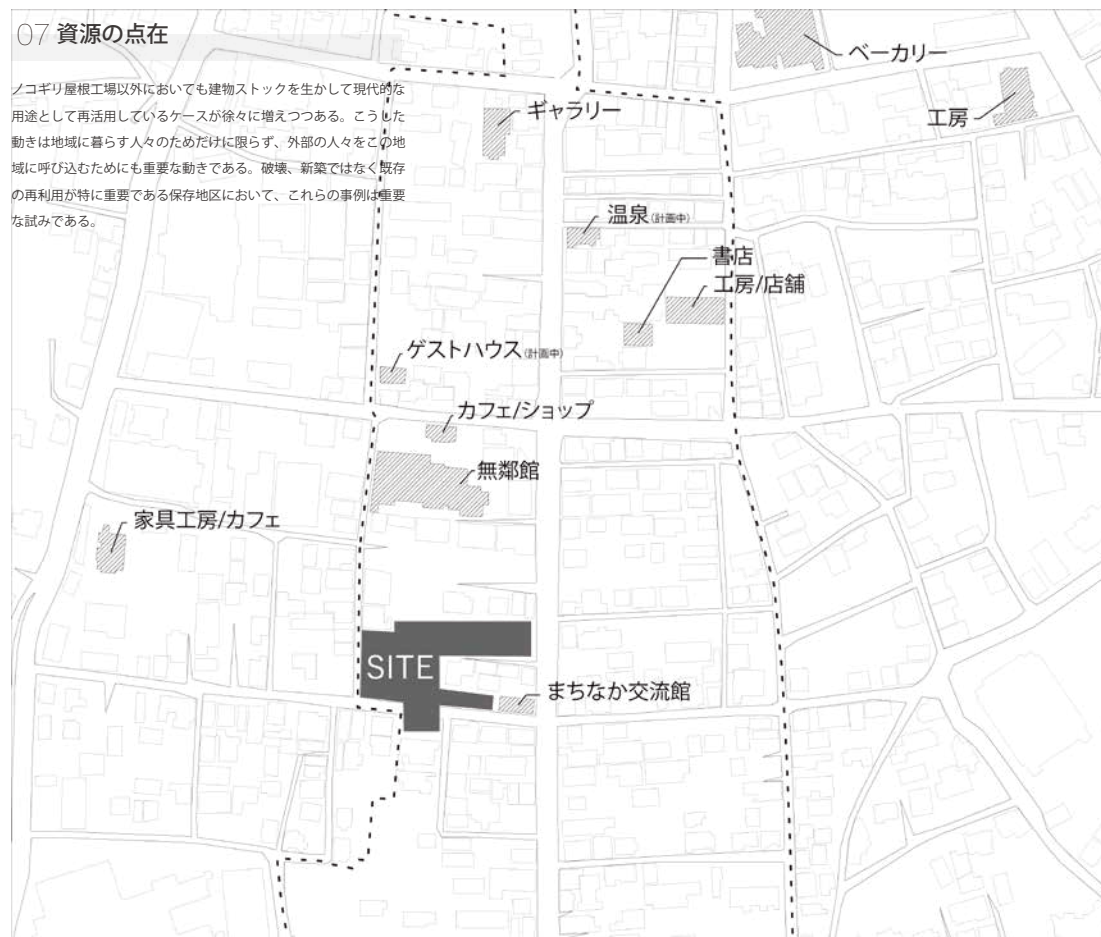 07 資源の点在
ノコギリ屋根工場以外においても建物ストックを生かして現代的な
用途として再活用しているケースが徐々に増えつつある。こうした
動きは地域に暮らす人々のためだけに限らず、外部の人々をこの地
域に呼び込むためにも重要な動きである。破壊、新築ではなく既存
の再利用が特に重要である保存地区において、これらの事例は重要
な試みである。
ベーカリー
ギャラリー
工房
温泉(計画中)
書店
工房/店舗
ゲストハウス(計画中)
カフェ/ショップ
無鄰館
家具工房/カフェ
SITE
まちなか交流館